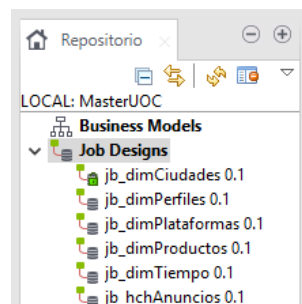 Repositorio
LOCAL: MasterUOC
Business Models
Job Designs
jb_dimCiudades 0.1
jb_dimPerfiles 0.1
jb_dimPlataformas 0.1
jb_dimProductos 0.1
jb_dimTiempo 0.1
jb_hchAnuncios 0.1